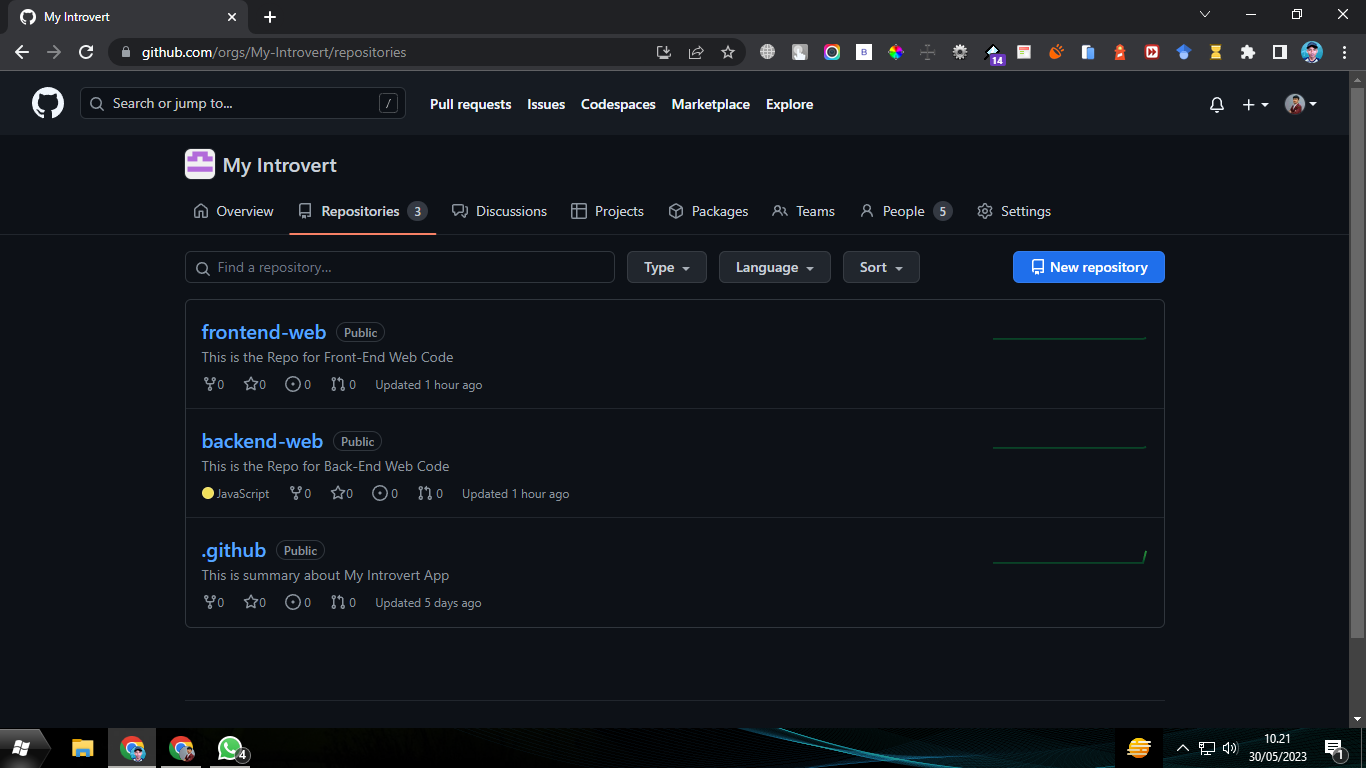 My Introvert
github.com/orgs/My-Introvert/repositories
B
14
Search or jump to... /
Pull requests Issues Codespaces Marketplace Explore
My Introvert
Overview Repositories 3 Discussions Projects Packages Teams People 5 Settings
Find a repository... Type Language Sort New repository
frontend-web Public
This is the Repo for Front-End Web Code
0 0 0 0 Updated 1 hour ago
backend-web Public
This is the Repo for Back-End Web Code
JavaScript 0 0 0 0 Updated 1 hour ago
.github Public
This is summary about My Introvert App
0 0 0 0 Updated 5 days ago
4
10.21
30/05/2023
1